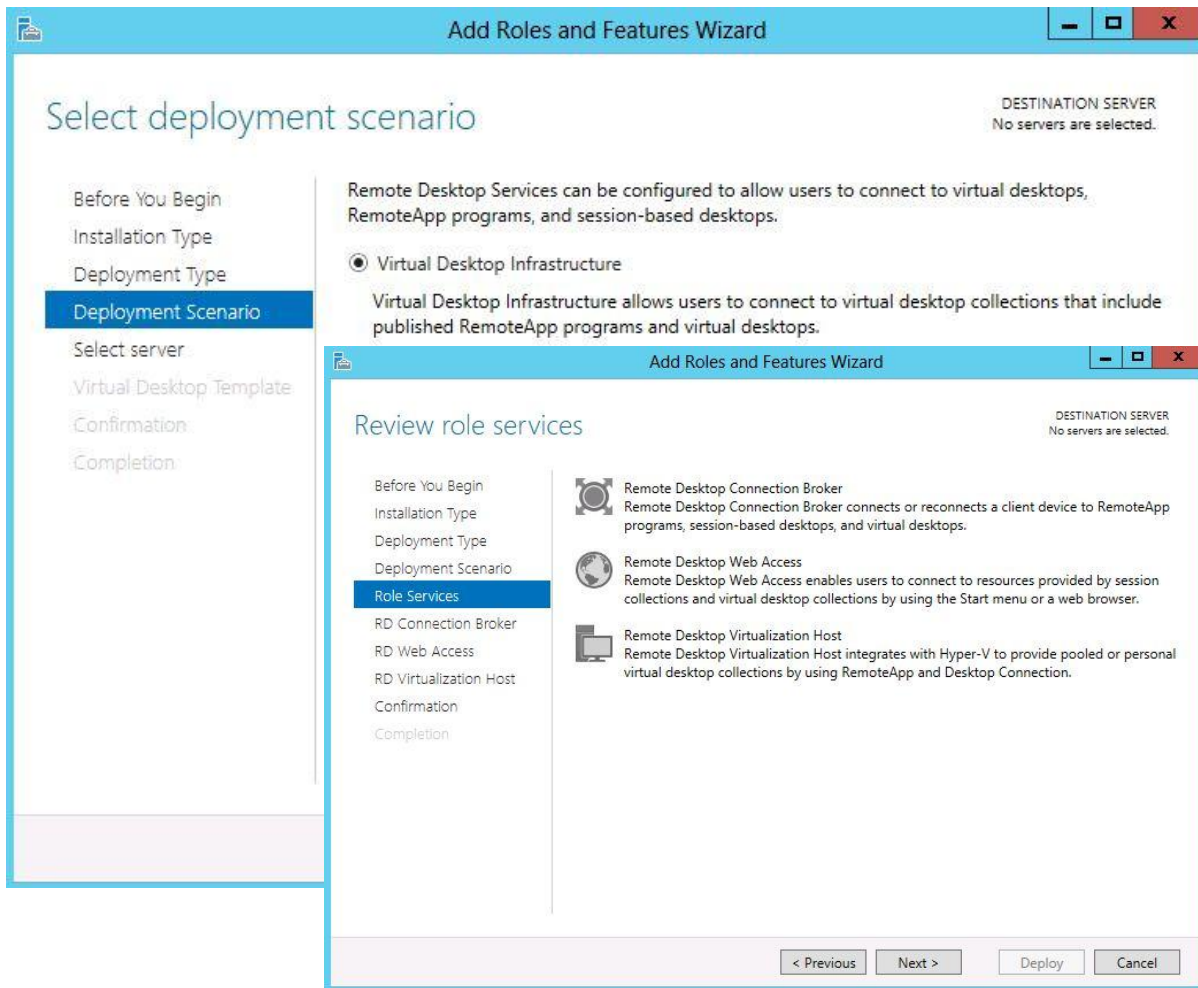 Add Roles and Features Wizard
Select deployment scenario
DESTINATION SERVER
No servers are selected.
Before You Begin
Installation Type
Deployment Type
Deployment Scenario
Select server
Virtual Desktop Template
Confirmation
Completion
Remote Desktop Services can be configured to allow users to connect to virtual desktops,
RemoteApp programs, and session-based desktops.
Virtual Desktop Infrastructure
Virtual Desktop Infrastructure allows users to connect to virtual desktop collections that include
published RemoteApp programs and virtual desktops.
Add Roles and Features Wizard
Review role services
DESTINATION SERVER
No servers are selected.
Before You Begin
Installation Type
Deployment Type
Deployment Scenario
Role Services
RD Connection Broker
RD Web Access
RD Virtualization Host
Confirmation
Completion
Remote Desktop Connection Broker
Remote Desktop Connection Broker connects or reconnects a client device to RemoteApp
programs, session-based desktops, and virtual desktops.
Remote Desktop Web Access
Remote Desktop Web Access enables users to connect to resources provided by session
collections and virtual desktop collections by using the Start menu or a web browser.
Remote Desktop Virtualization Host
Remote Desktop Virtualization Host integrates with Hyper-V to provide pooled or personal
virtual desktop collections by using RemoteApp and Desktop Connection.
< Previous Next > Deploy Cancel